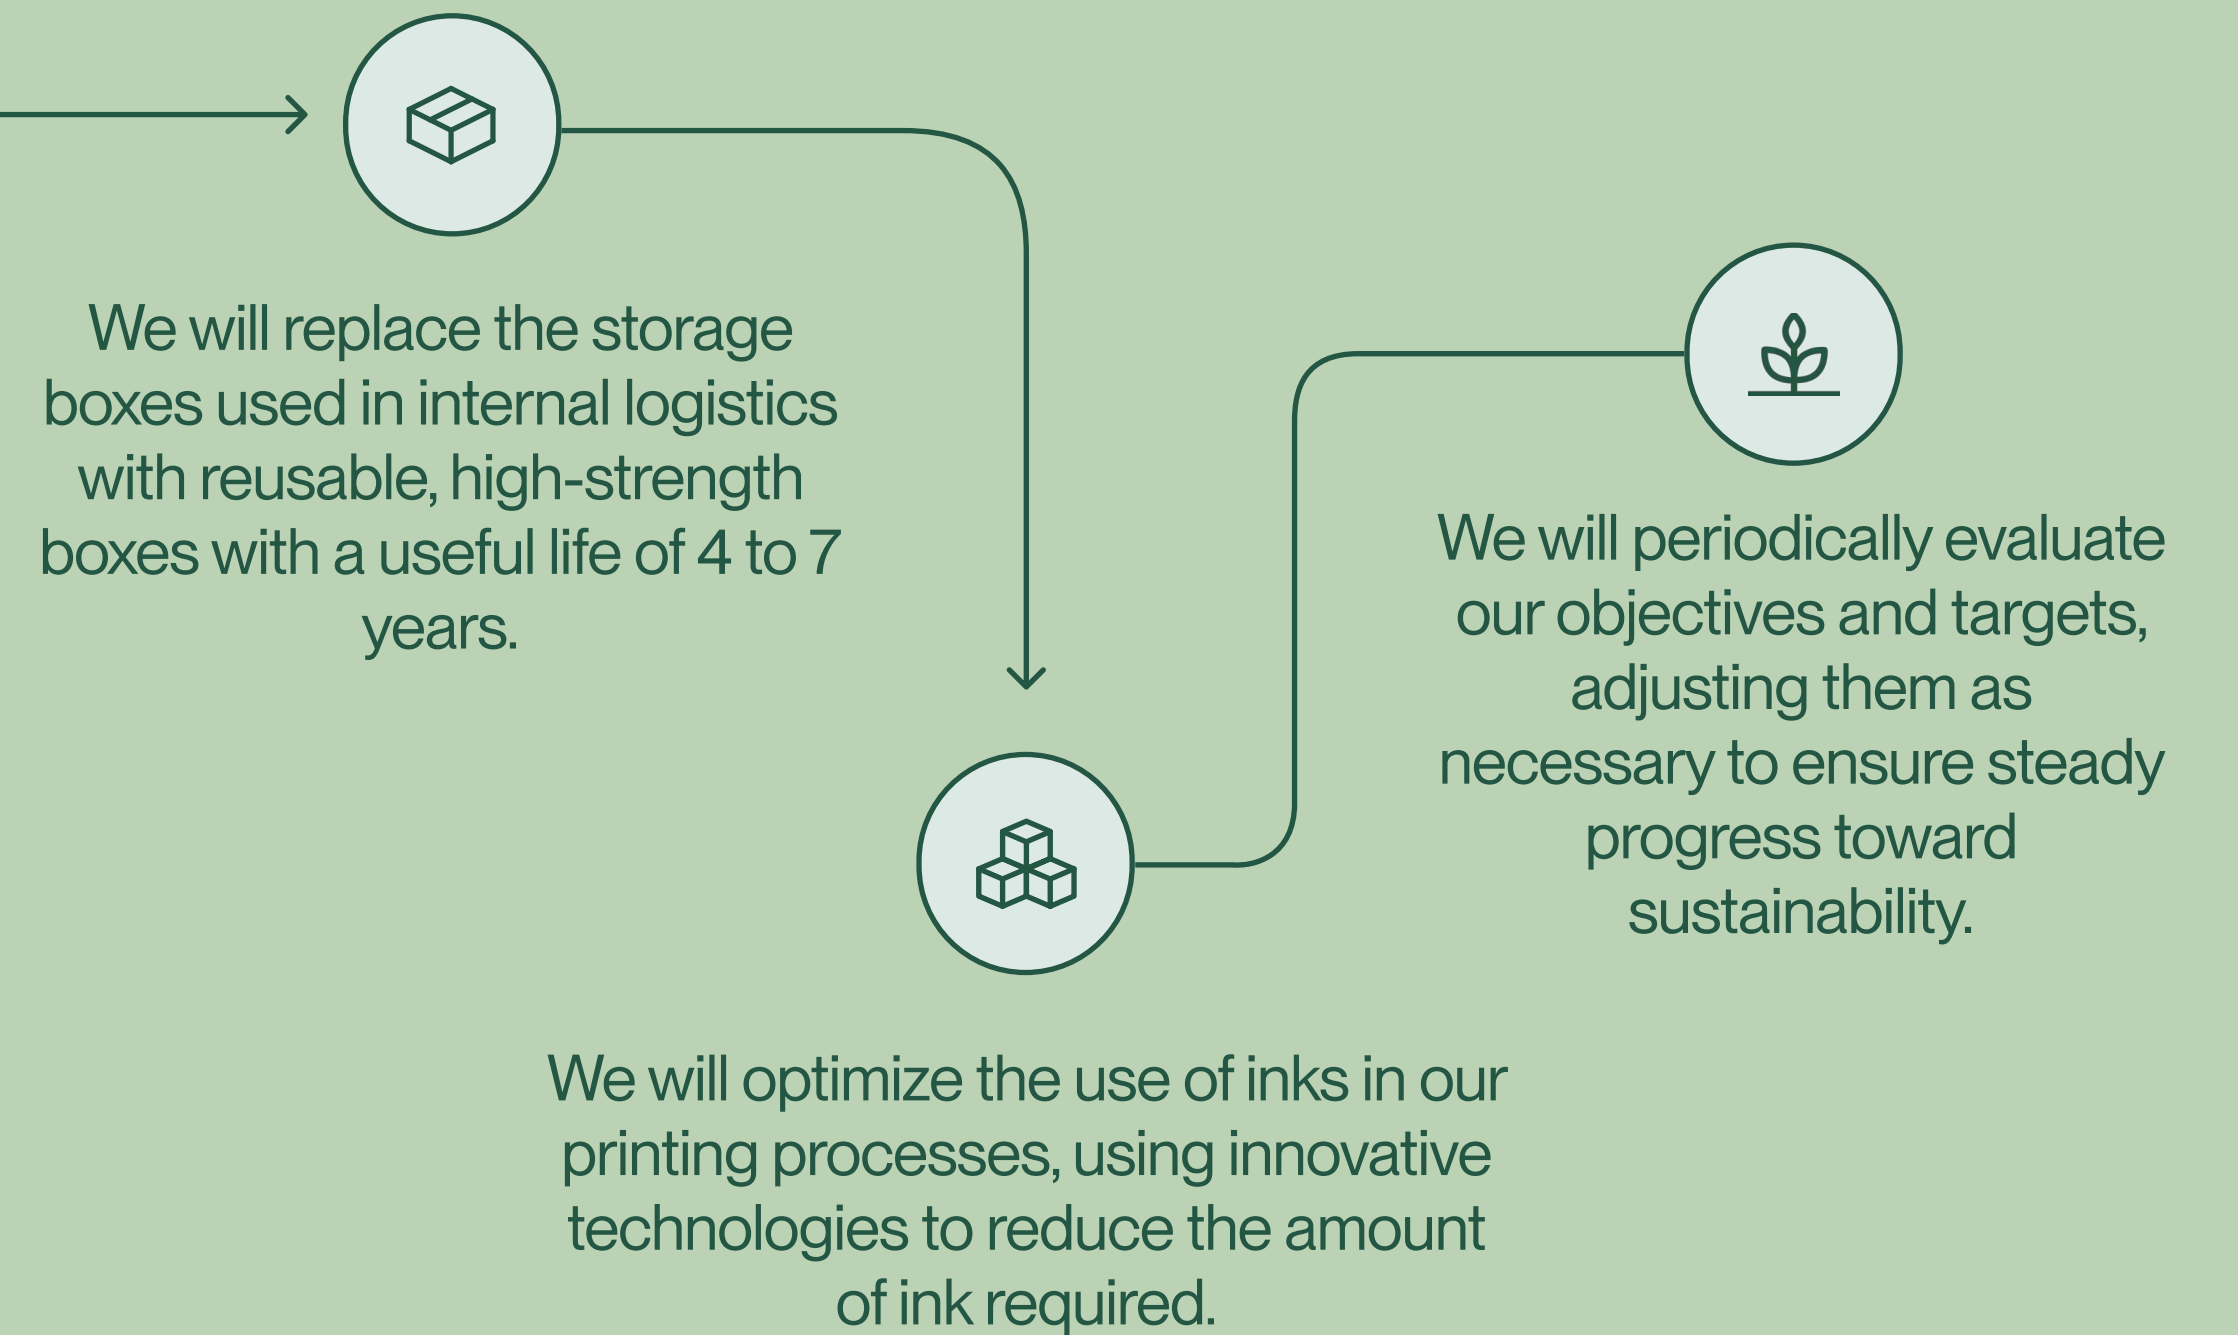 We will replace the storage
boxes used in internal logistics
with reusable, high-strength
boxes with a useful life of 4 to 7
years.
We will optimize the use of inks in our
printing processes, using innovative
technologies to reduce the amount
of ink required.
We will periodically evaluate
our objectives and targets,
adjusting them as
necessary to ensure steady
progress toward
sustainability.